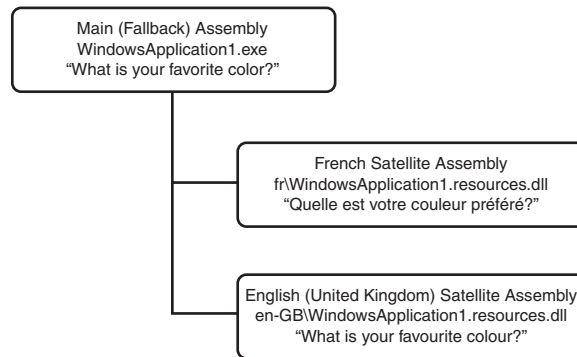 Main (Fallback) Assembly
WindowsApplication1.exe
“What is your favorite color?”
French Satellite Assembly
fr\WindowsApplication1.resources.dll
“Quelle est votre couleur préféré?”
English (United Kingdom) Satellite Assembly
en-GB\WindowsApplication1.resources.dll
“What is your favourite colour?”